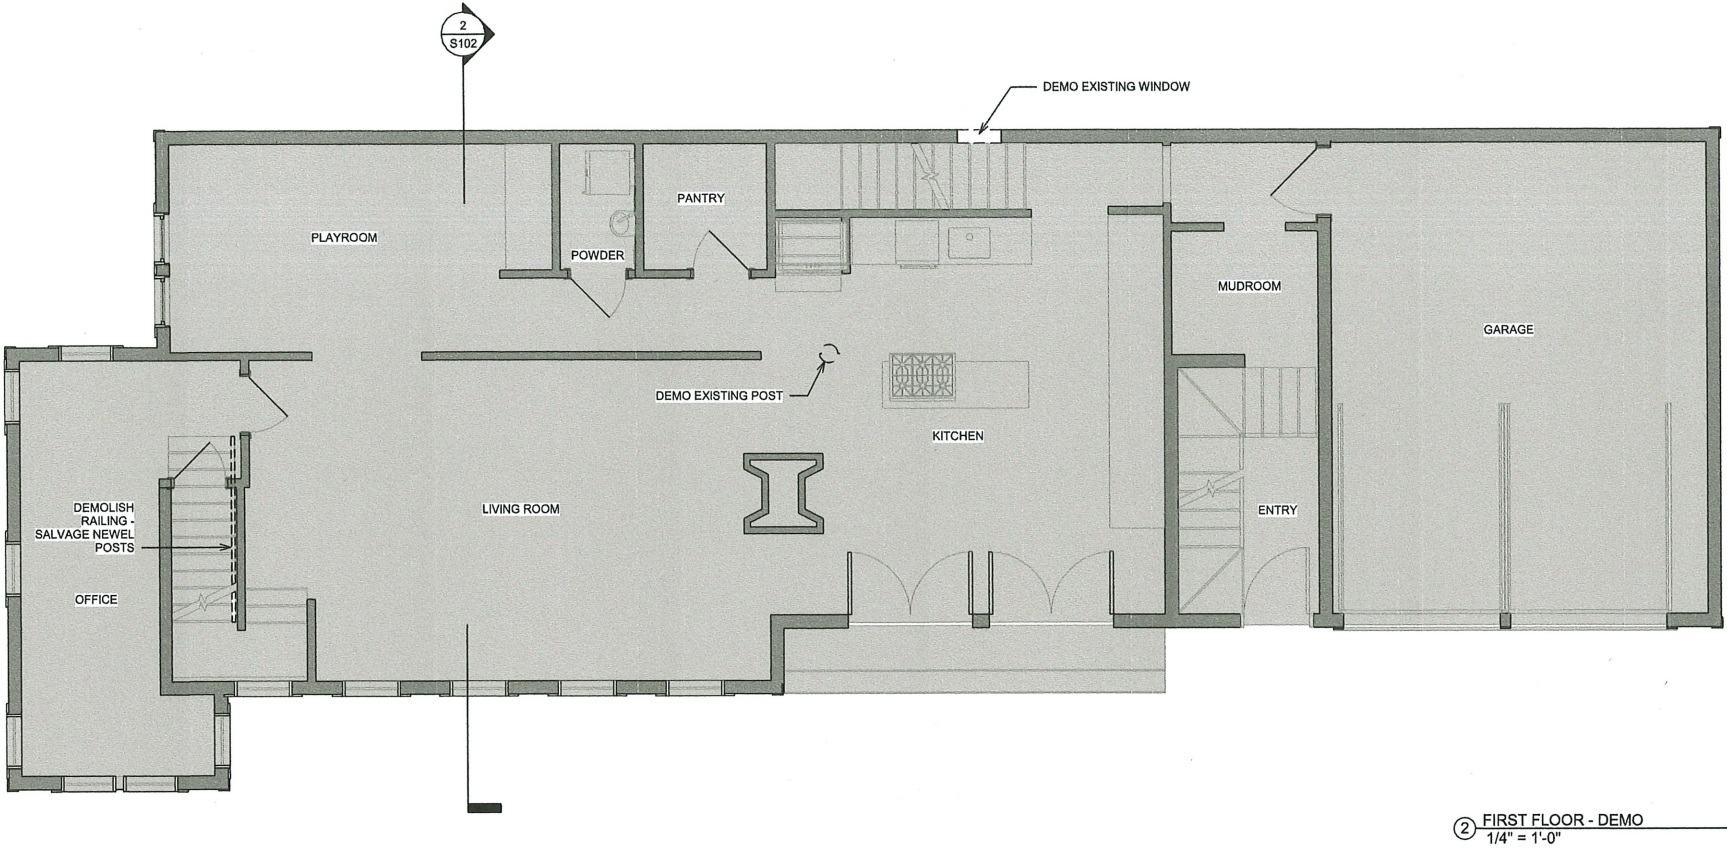 2
S102
DEMO EXISTING WINDOW
PANTRY
PLAYROOM
POWDER
MUDROOM
GARAGE
DEMO EXISTING POST
KITCHEN
LIVING ROOM
ENTRY
DEMOLISH
RAILING -
SALVAGE NEWEL
POSTS
OFFICE
2 FIRST FLOOR - DEMO
1/4" = 1'-0"